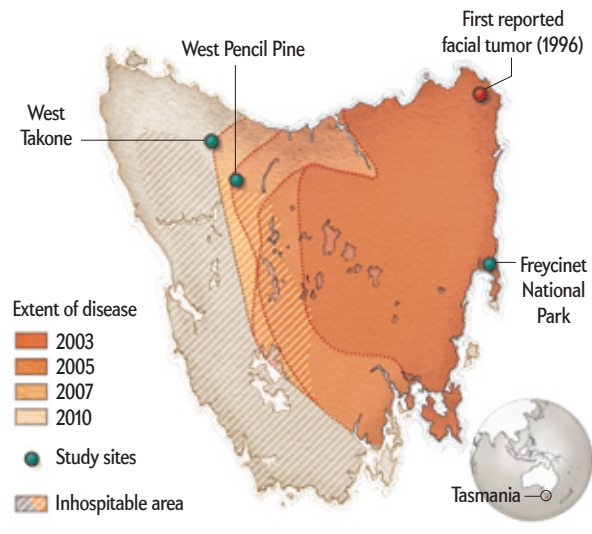 First reported
facial tumor (1996)
West Pencil Pine
West
Takone
Freycinet
National
Park
Extent of disease
2003
2005
2007
2010
Study sites
Inhospitable area
Tasmania